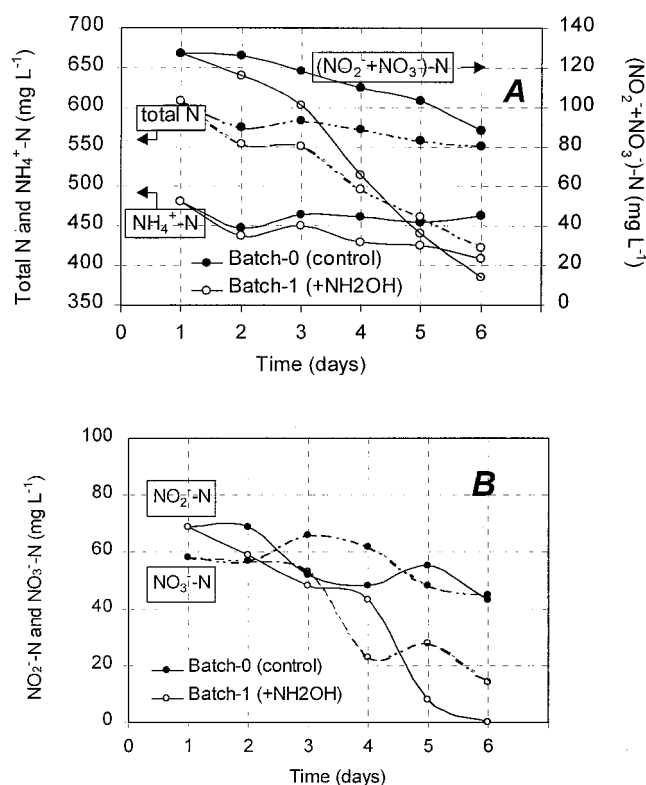 700
650
600
550
500
450
400
350
Total N and NH₄⁺-N (mg L⁻¹)
140
120
100
80
60
40
20
0
(NO₂⁻+NO₃⁻)-N (mg L⁻¹)
(NO₂⁻+NO₃⁻)-N
A
total N
NH₄⁺-N
Batch-0 (control)
Batch-1 (+NH2OH)
0 1 2 3 4 5 6
Time (days)
100
80
60
40
20
0
NO₂⁻-N and NO₃⁻-N (mg L⁻¹)
B
NO₂⁻-N
NO₃⁻-N
Batch-0 (control)
Batch-1 (+NH2OH)
0 1 2 3 4 5 6 7
Time (days)